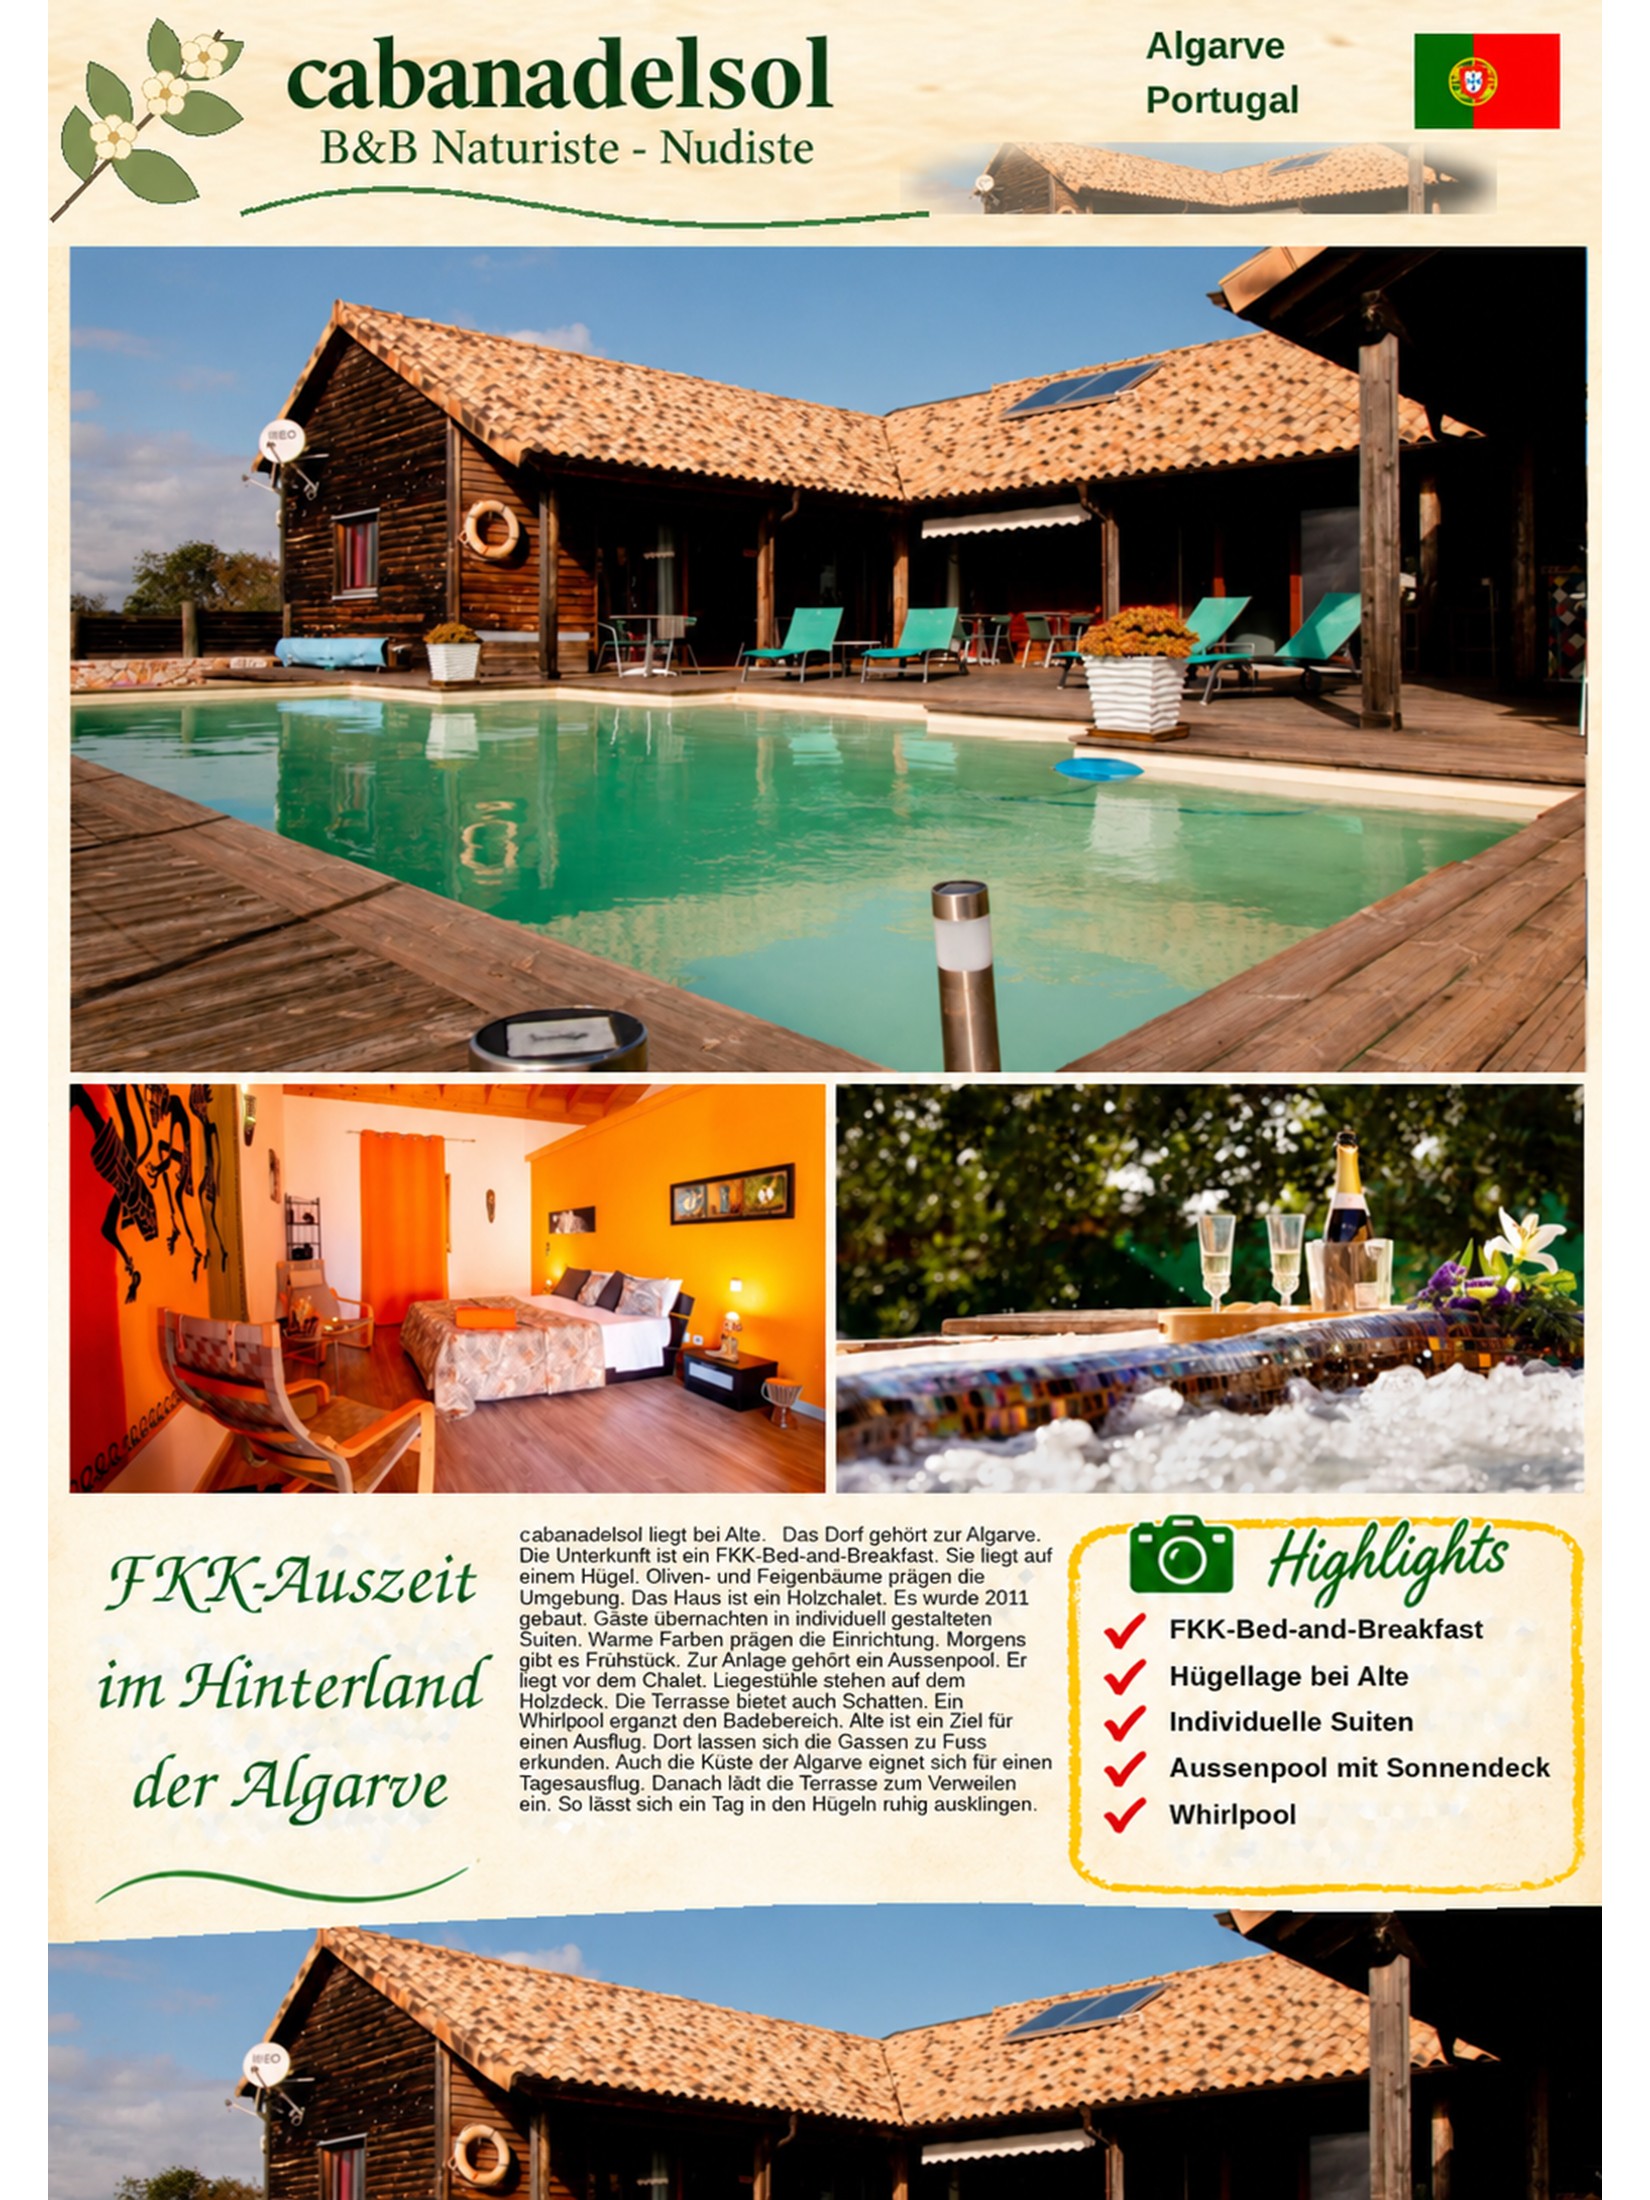 cabanadelsol
B&B Naturiste - Nudiste
Algarve
Portugal
MEO
FKK-Auszeit
im Hinterland
der Algarve
cabanadelsol liegt bei Alte.   Das Dorf gehört zur Algarve.
Die Unterkunft ist ein FKK-Bed-and-Breakfast. Sie liegt auf
einem Hügel. Oliven- und Feigenbäume prägen die
Umgebung. Das Haus ist ein Holzchalet. Es wurde 2011
gebaut. Gäste übernachten in individuell gestalteten
Suiten. Warme Farben prägen die Einrichtung. Morgens
gibt es Frühstück. Zur Anlage gehört ein Aussenpool. Er
liegt vor dem Chalet. Liegestühle stehen auf dem
Holzdeck. Die Terrasse bietet auch Schatten. Ein
Whirlpool ergänzt den Badebereich. Alte ist ein Ziel für
einen Ausflug. Dort lassen sich die Gassen zu Fuss
erkunden. Auch die Küste der Algarve eignet sich für einen
Tagesausflug. Danach lädt die Terrasse zum Verweilen
ein. So lässt sich ein Tag in den Hügeln ruhig ausklingen.
Highlights
FKK-Bed-and-Breakfast
Hügellage bei Alte
Individuelle Suiten
Aussenpool mit Sonnendeck
Whirlpool
MEO